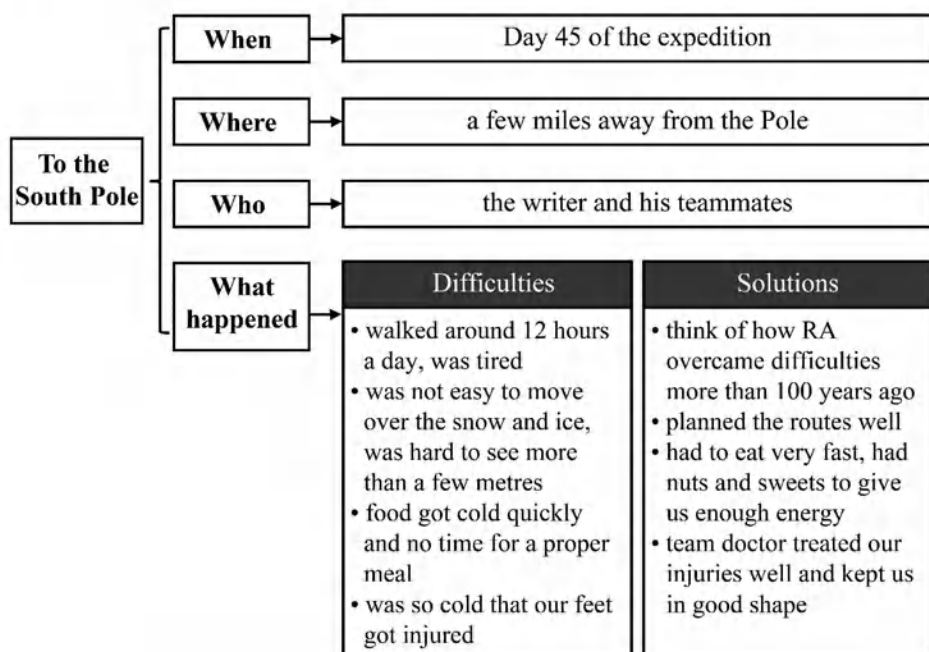 To the
South Pole
When
Day 45 of the expedition
Where
a few miles away from the Pole
Who
the writer and his teammates
What
happened
Difficulties
• walked around 12 hours
a day, was tired
• was not easy to move
over the snow and ice,
was hard to see more
than a few metres
• food got cold quickly
and no time for a proper
meal
• was so cold that our feet
got injured
Solutions
• think of how RA
overcame difficulties
more than 100 years ago
• planned the routes well
• had to eat very fast, had
nuts and sweets to give
us enough energy
• team doctor treated our
injuries well and kept us
in good shape